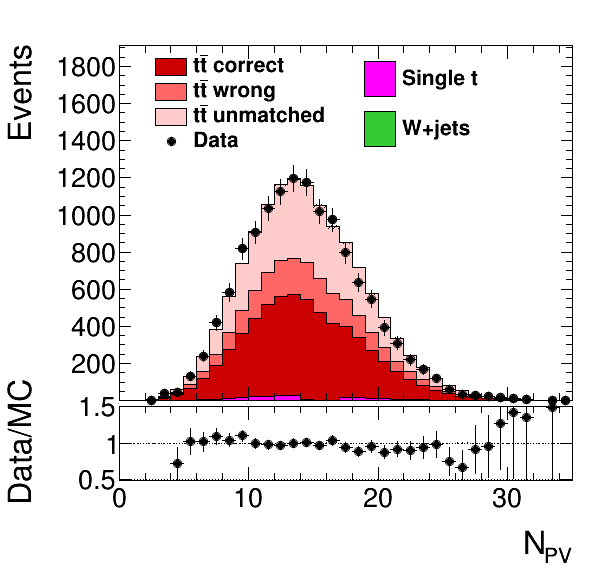 Events
1800
1600
1400
1200
1000
800
600
400
200
tt̄ correct
tt̄ wrong
tt̄ unmatched
Data
Single t
W+jets
Data/MC
1.5
1
0.5
0 10 20 30
N_PV